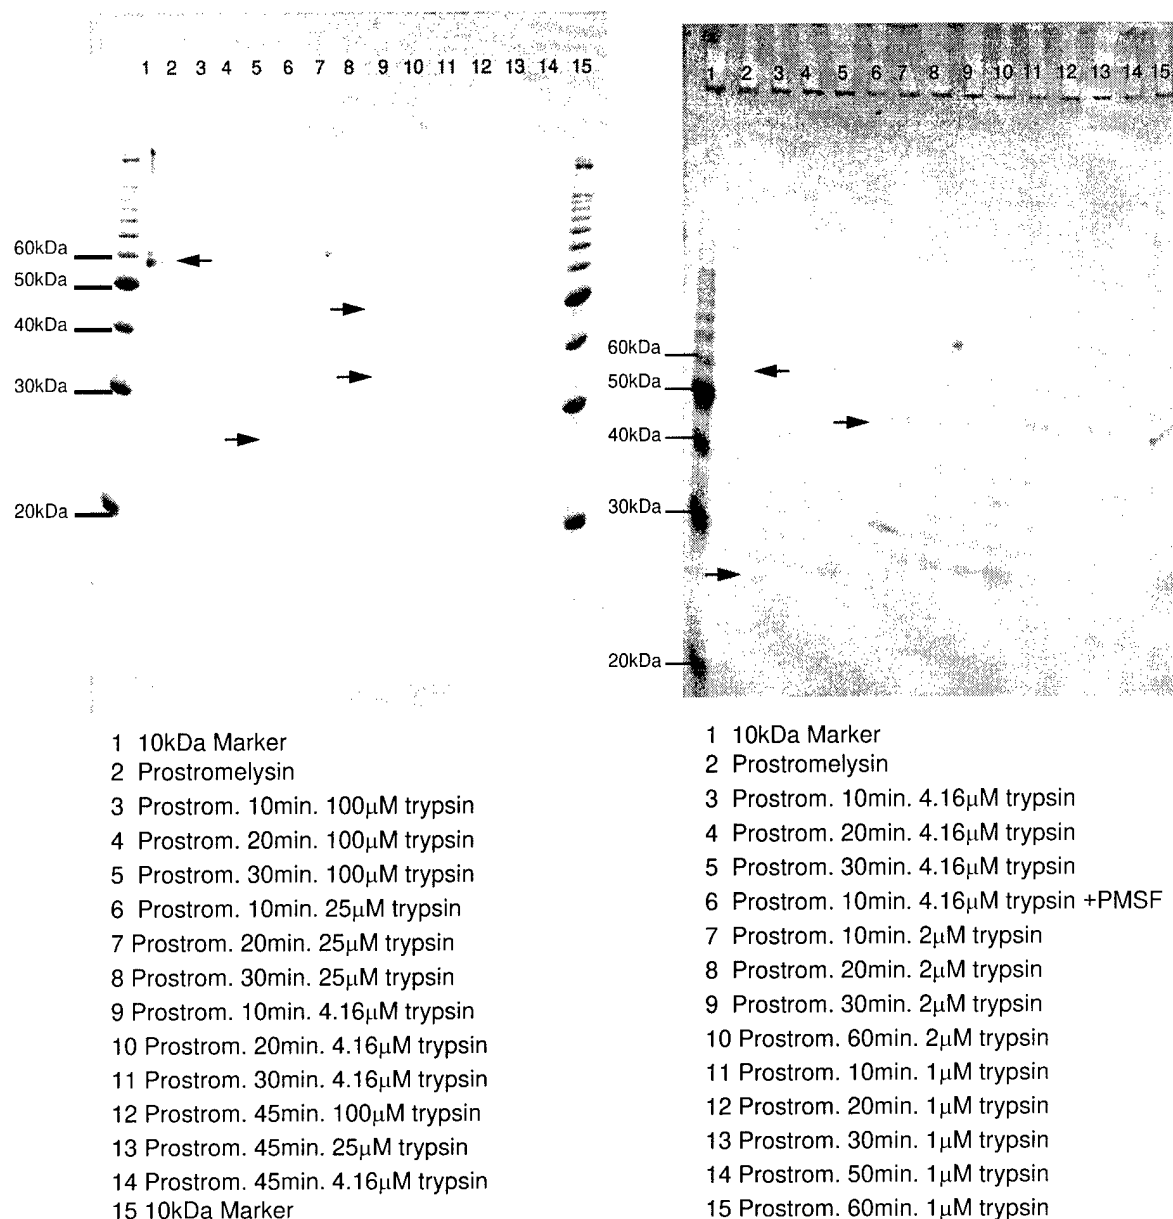 1 2 3 4 5 6 7 8 9 10 11 12 13 14 15
60kDa
50kDa
40kDa
30kDa
20kDa
1 10kDa Marker
2 Prostromelysin
3 Prostrom. 10min. 100µM trypsin
4 Prostrom. 20min. 100µM trypsin
5 Prostrom. 30min. 100µM trypsin
6 Prostrom. 10min. 25µM trypsin
7 Prostrom. 20min. 25µM trypsin
8 Prostrom. 30min. 25µM trypsin
9 Prostrom. 10min. 4.16µM trypsin
10 Prostrom. 20min. 4.16µM trypsin
11 Prostrom. 30min. 4.16µM trypsin
12 Prostrom. 45min. 100µM trypsin
13 Prostrom. 45min. 25µM trypsin
14 Prostrom. 45min. 4.16µM trypsin
15 10kDa Marker
1 2 3 4 5 6 7 8 9 10 11 12 13 14 15
60kDa
50kDa
40kDa
30kDa
20kDa
1 10kDa Marker
2 Prostromelysin
3 Prostrom. 10min. 4.16µM trypsin
4 Prostrom. 20min. 4.16µM trypsin
5 Prostrom. 30min. 4.16µM trypsin
6 Prostrom. 10min. 4.16µM trypsin +PMSF
7 Prostrom. 10min. 2µM trypsin
8 Prostrom. 20min. 2µM trypsin
9 Prostrom. 30min. 2µM trypsin
10 Prostrom. 60min. 2µM trypsin
11 Prostrom. 10min. 1µM trypsin
12 Prostrom. 20min. 1µM trypsin
13 Prostrom. 30min. 1µM trypsin
14 Prostrom. 50min. 1µM trypsin
15 Prostrom. 60min. 1µM trypsin